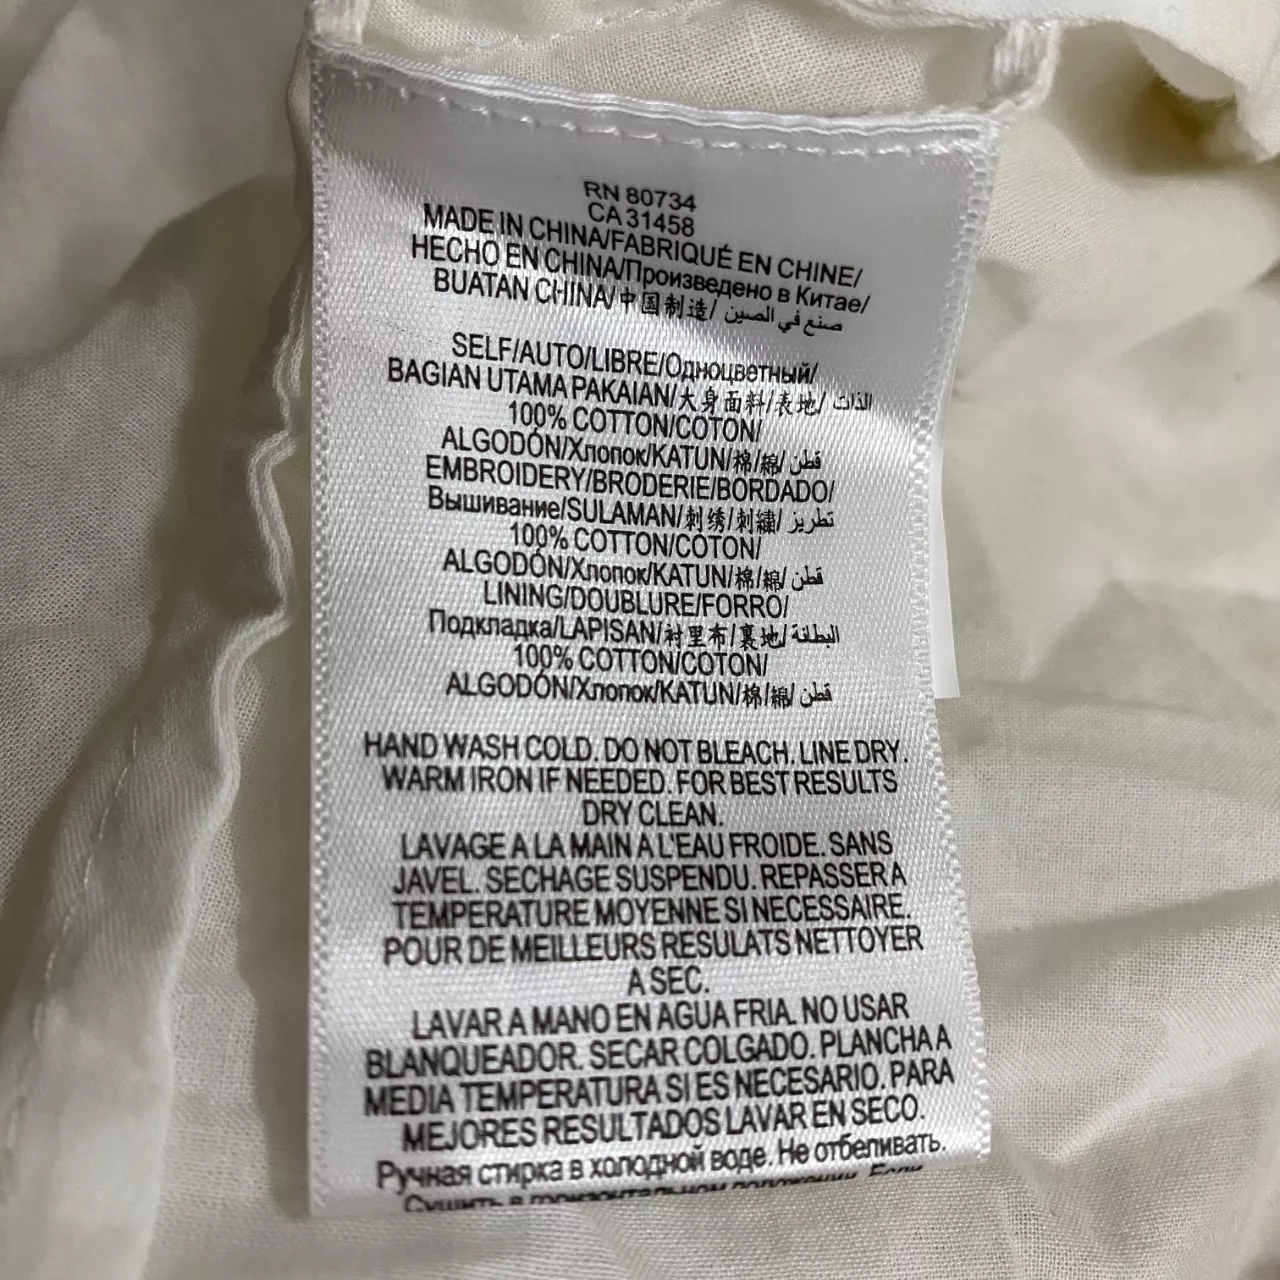 RN 80734
CA 31458
MADE IN CHINA/FABRIQUÉ EN CHINE/
HECHO EN CHINA/Произведено в Китае/
BUATAN CHINA/中国制造/ صنع في الصين
SELF/AUTO/LIBRE/Одноцветный/
BAGIAN UTAMA PAKAIAN/大身面料/表地/ الذات
100% COTTON/COTON/
ALGODÓN/Хлопок/KATUN/棉/綿/ قطن
EMBROIDERY/BRODERIE/BORDADO/
Вышивание/SULAMAN/刺绣/刺繡/ تطريز
100% COTTON/COTON/
ALGODÓN/Хлопок/KATUN/棉/綿/ قطن
LINING/DOUBLURE/FORRO/
Подкладка/LAPISAN/衬里布/裏地/ البطانة
100% COTTON/COTON/
ALGODÓN/Хлопок/KATUN/棉/綿/ قطن
HAND WASH COLD. DO NOT BLEACH. LINE DRY.
WARM IRON IF NEEDED. FOR BEST RESULTS
DRY CLEAN.
LAVAGE A LA MAIN A L'EAU FROIDE. SANS
JAVEL. SECHAGE SUSPENDU. REPASSER A
TEMPERATURE MOYENNE SI NECESSAIRE.
POUR DE MEILLEURS RESULATS NETTOYER
A SEC.
LAVAR A MANO EN AGUA FRIA. NO USAR
BLANQUEADOR. SECAR COLGADO. PLANCHA A
MEDIA TEMPERATURA SI ES NECESARIO. PARA
MEJORES RESULTADOS LAVAR EN SECO.
Ручная стирка в холодной воде. Не отбеливать.
Сушить в горизонтальном положении. Если